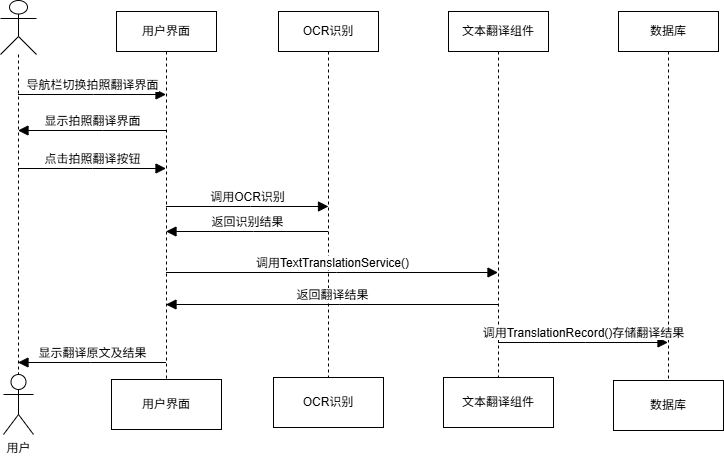 用户界面
OCR识别
文本翻译组件
数据库
导航栏切换拍照翻译界面
显示拍照翻译界面
点击拍照翻译按钮
调用OCR识别
返回识别结果
调用TextTranslationService()
返回翻译结果
调用TranslationRecord()存储翻译结果
显示翻译原文及结果
用户界面
OCR识别
文本翻译组件
数据库
用户